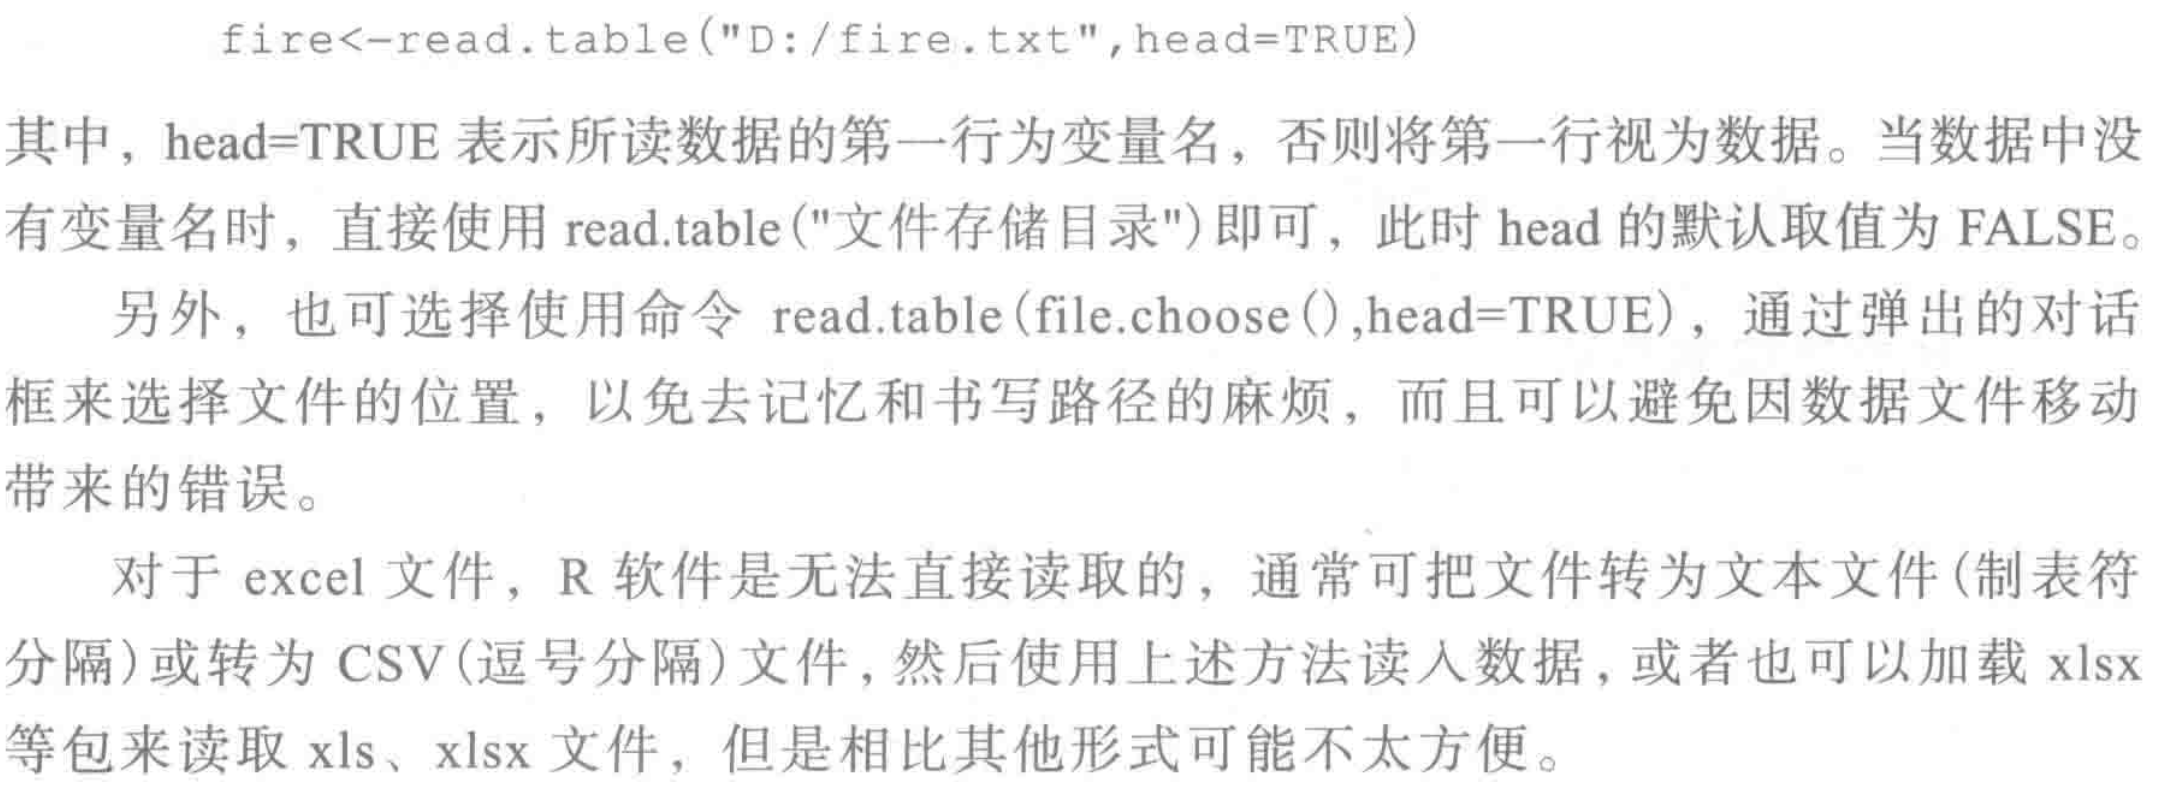 fire<-read.table("D:/fire.txt",head=TRUE)
其中，head=TRUE 表示所读数据的第一行为变量名，否则将第一行视为数据。当数据中没
有变量名时，直接使用 read.table("文件存储目录")即可，此时 head 的默认取值为 FALSE。
另外，也可选择使用命令 read.table(file.choose(),head=TRUE)，通过弹出的对话
框来选择文件的位置，以免去记忆和书写路径的麻烦，而且可以避免因数据文件移动
带来的错误。
对于 excel 文件，R 软件是无法直接读取的，通常可把文件转为文本文件(制表符
分隔)或转为 CSV(逗号分隔)文件,然后使用上述方法读入数据,或者也可以加载 xlsx
等包来读取 xls、xlsx 文件，但是相比其他形式可能不太方便。